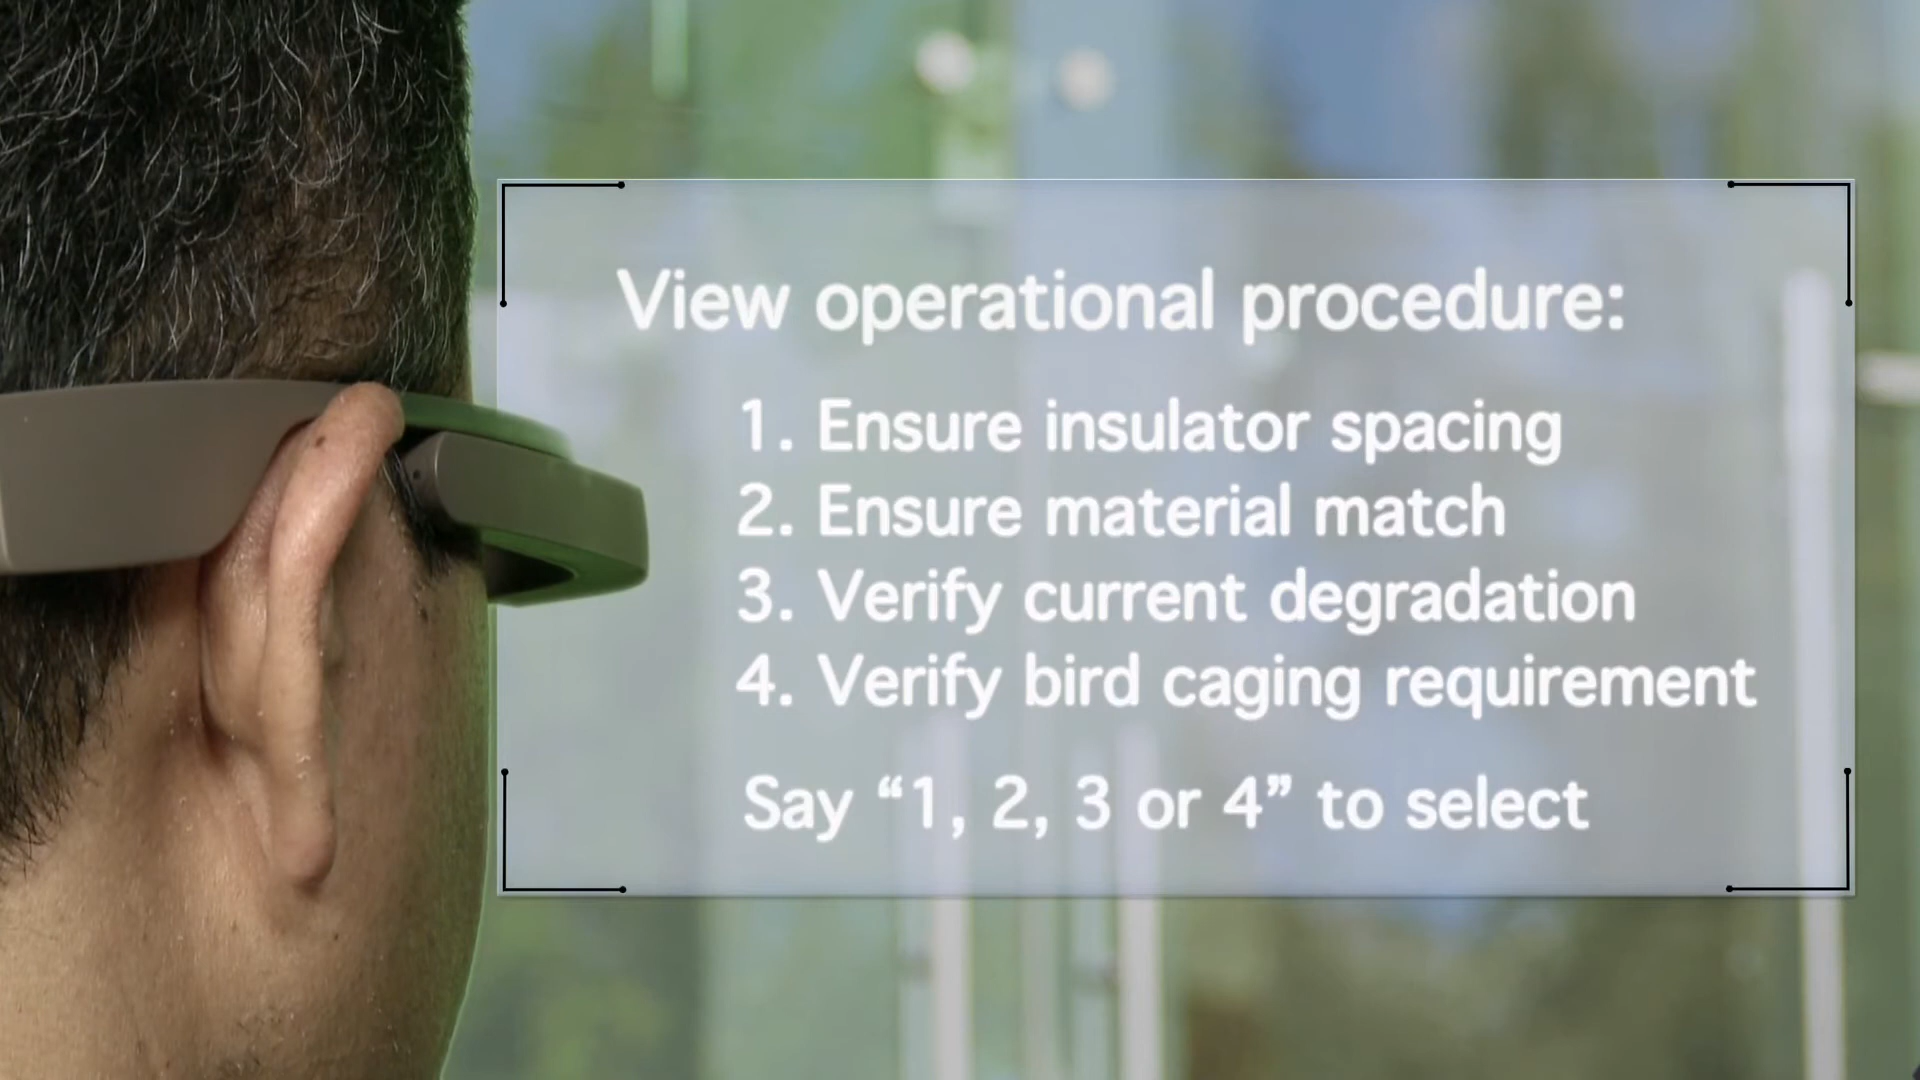 View operational procedure:
1. Ensure insulator spacing
2. Ensure material match
3. Verify current degradation
4. Verify bird caging requirement
Say “1, 2, 3 or 4” to select